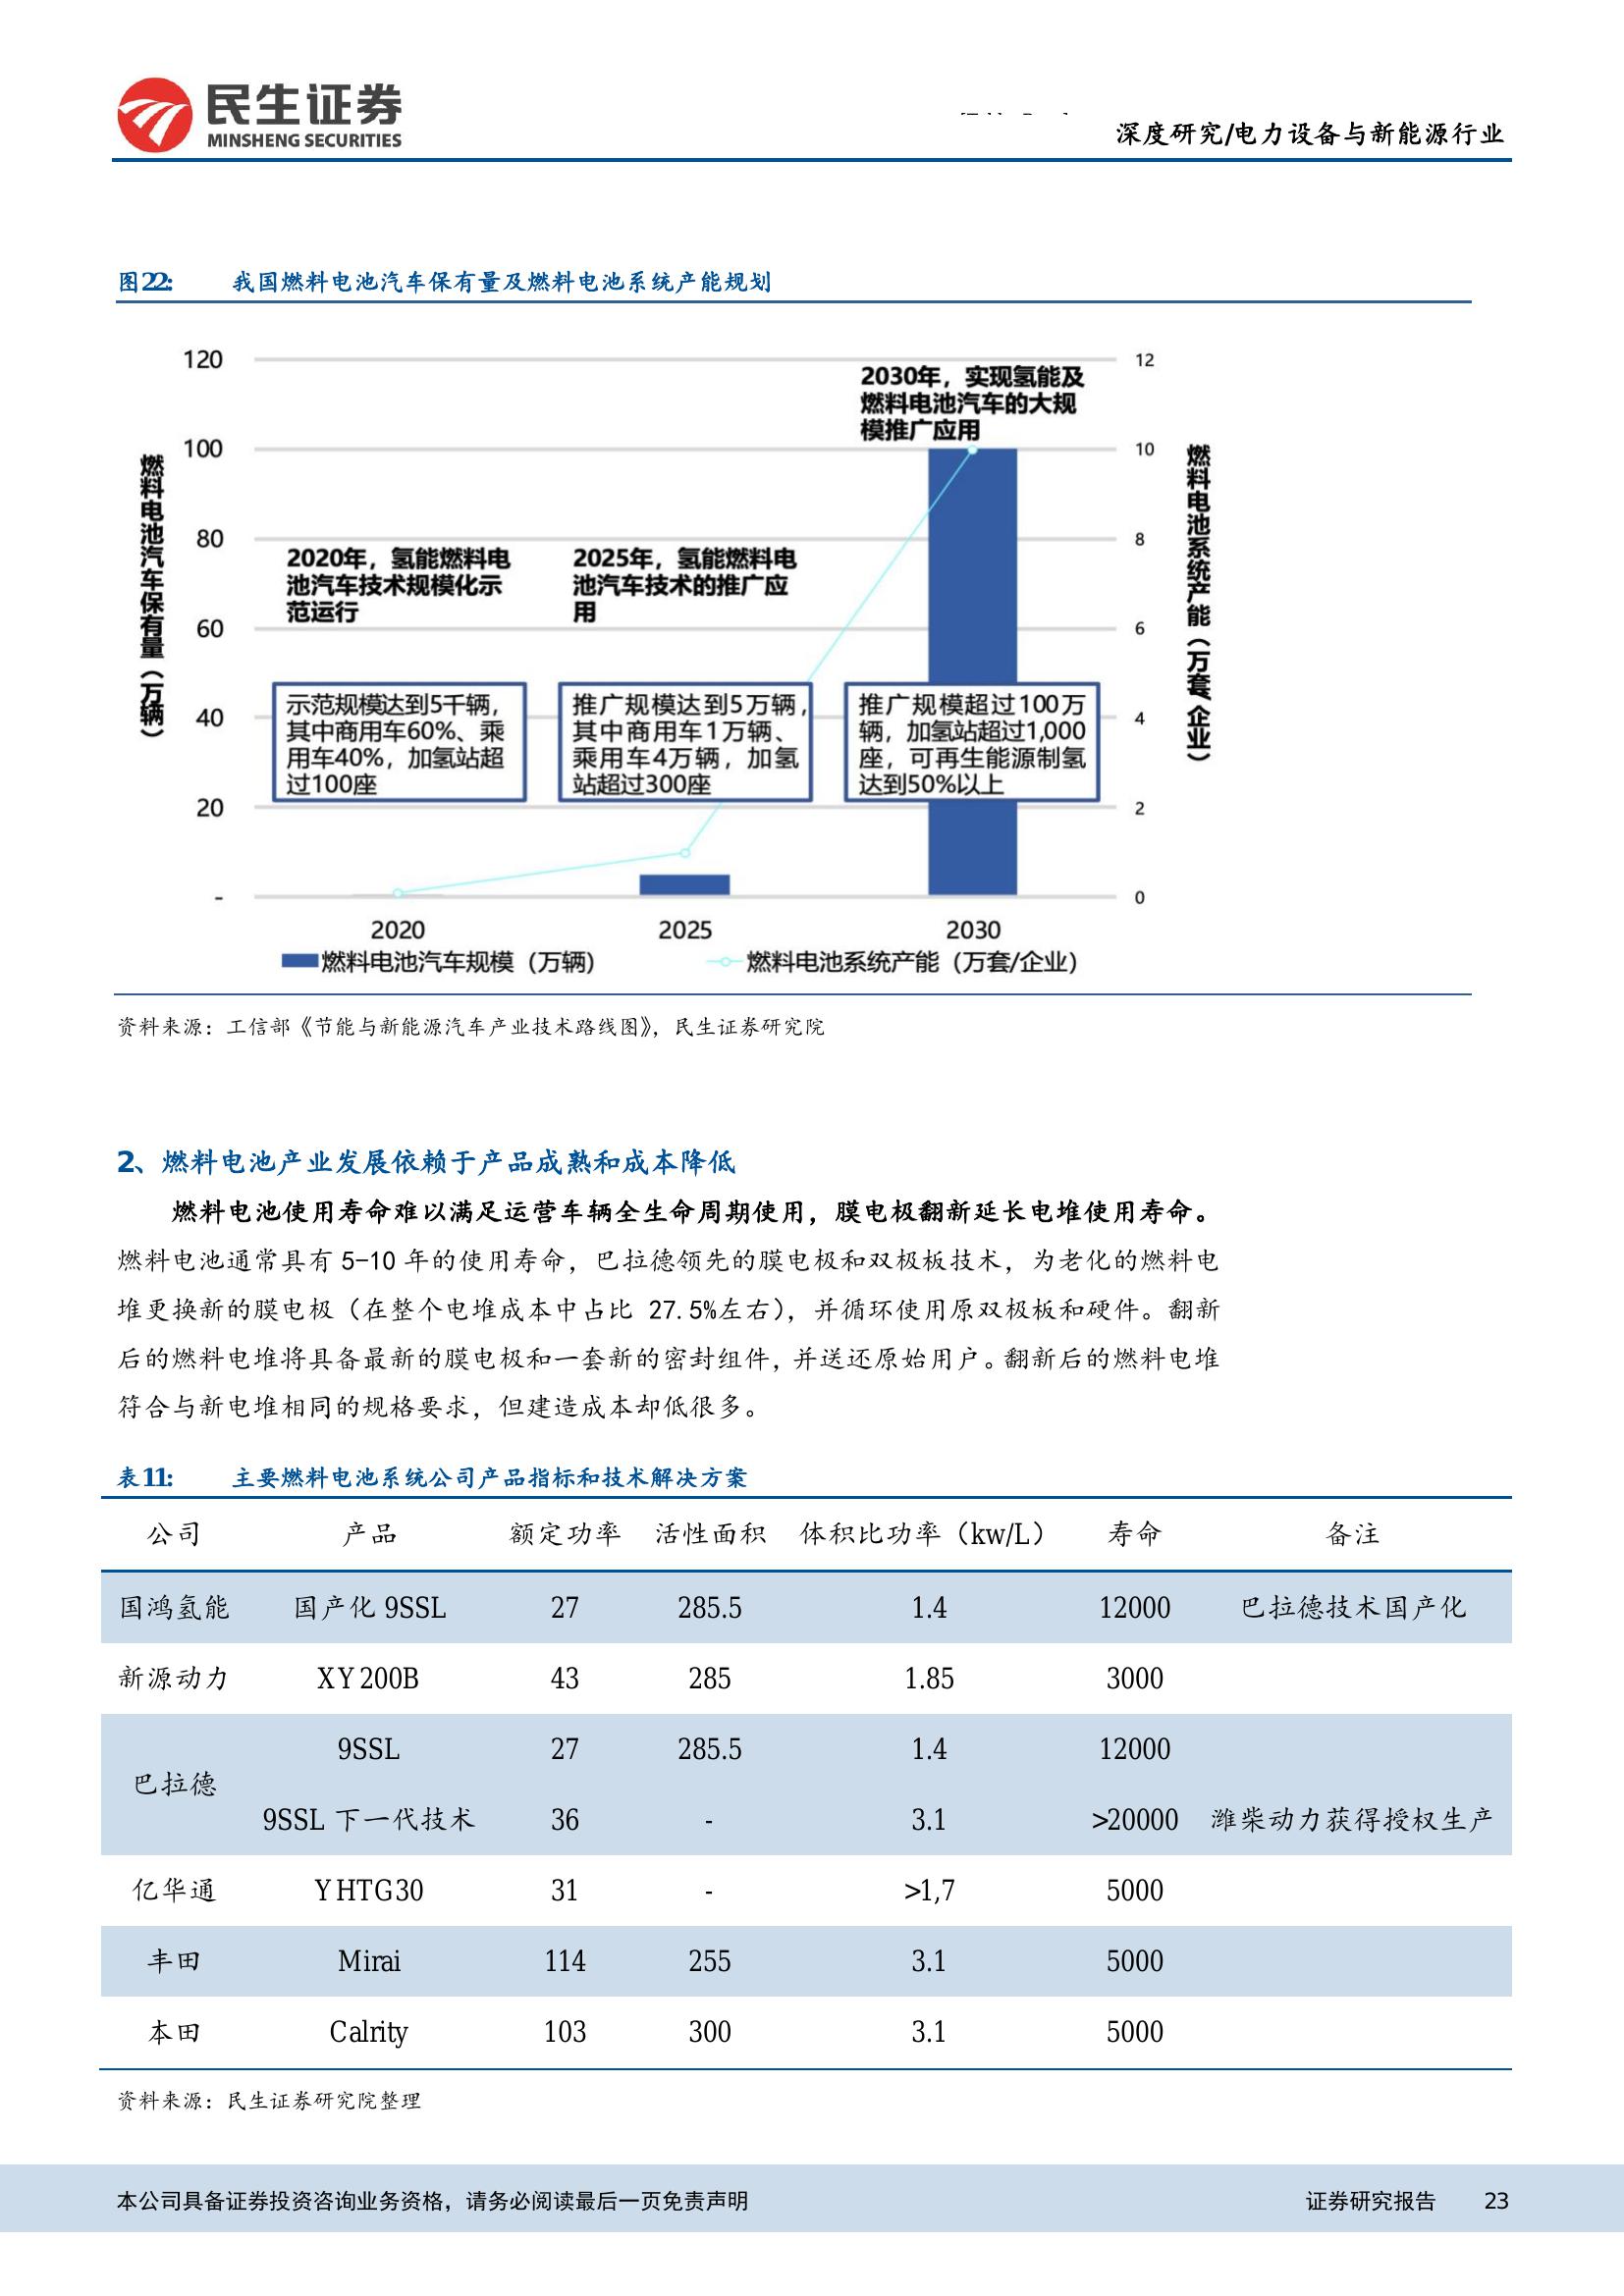 民生证券
MINSHENG SECURITIES
深度研究/电力设备与新能源行业
图22: 我国燃料电池汽车保有量及燃料电池系统产能规划
燃料电池汽车保有量（万辆）
120
100
80
60
40
20
-
2020年，氢能燃料电
池汽车技术规模化示
范运行
2025年，氢能燃料电
池汽车技术的推广应
用
2030年，实现氢能及
燃料电池汽车的大规
模推广应用
示范规模达到5千辆，
其中商用车60%、乘
用车40%，加氢站超
过100座
推广规模达到5万辆，
其中商用车1万辆、
乘用车4万辆，加氢
站超过300座
推广规模超过100万
辆，加氢站超过1,000
座，可再生能源制氢
达到50%以上
12
10
8
6
4
2
0
燃料电池系统产能（万套/企业）
2020 2025 2030
燃料电池汽车规模（万辆） 燃料电池系统产能（万套/企业）
资料来源：工信部《节能与新能源汽车产业技术路线图》，民生证券研究院
2、燃料电池产业发展依赖于产品成熟和成本降低
燃料电池使用寿命难以满足运营车辆全生命周期使用，膜电极翻新延长电堆使用寿命。
燃料电池通常具有 5-10 年的使用寿命，巴拉德领先的膜电极和双极板技术，为老化的燃料电
堆更换新的膜电极（在整个电堆成本中占比 27.5%左右），并循环使用原双极板和硬件。翻新
后的燃料电堆将具备最新的膜电极和一套新的密封组件，并送还原始用户。翻新后的燃料电堆
符合与新电堆相同的规格要求，但建造成本却低很多。
表11: 主要燃料电池系统公司产品指标和技术解决方案
公司 产品 额定功率 活性面积 体积比功率（kw/L） 寿命 备注
国鸿氢能 国产化 9SSL 27 285.5 1.4 12000 巴拉德技术国产化
新源动力 XY200B 43 285 1.85 3000
巴拉德
9SSL 27 285.5 1.4 12000
9SSL 下一代技术 36 - 3.1 >20000 潍柴动力获得授权生产
亿华通 YHTG30 31 - >1,7 5000
丰田 Mirai 114 255 3.1 5000
本田 Calrity 103 300 3.1 5000
资料来源：民生证券研究院整理
本公司具备证券投资咨询业务资格，请务必阅读最后一页免责声明 证券研究报告 23